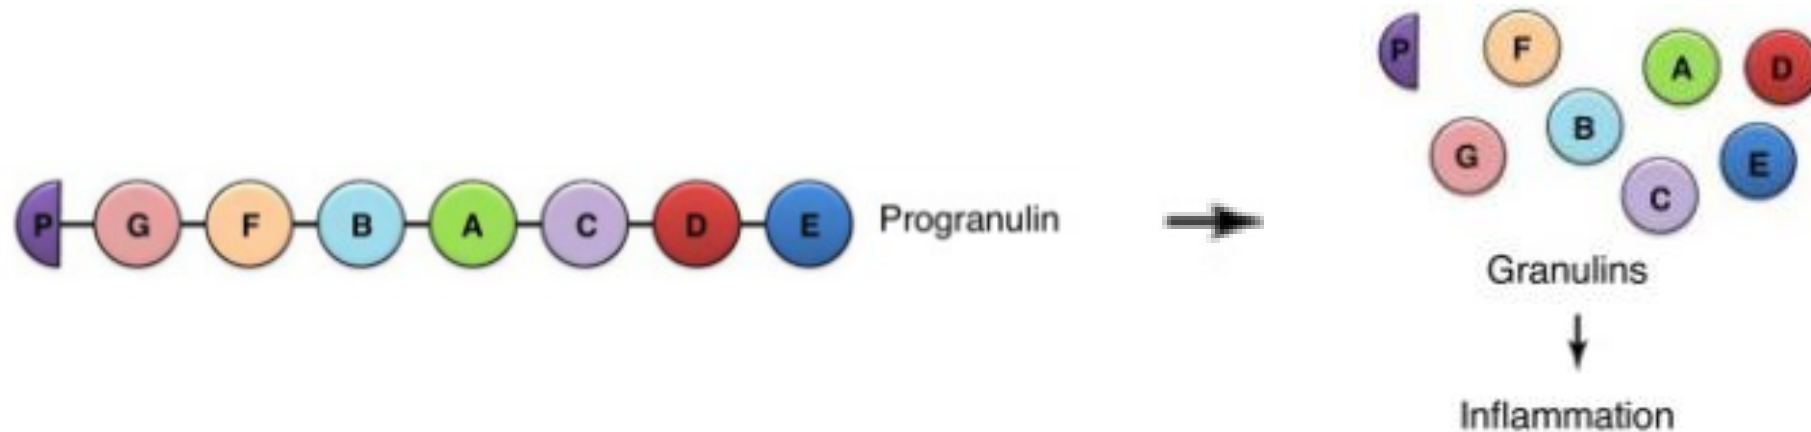 P G F B A C D E Progranulin
P F A D
G B C E
Granulins
Inflammation